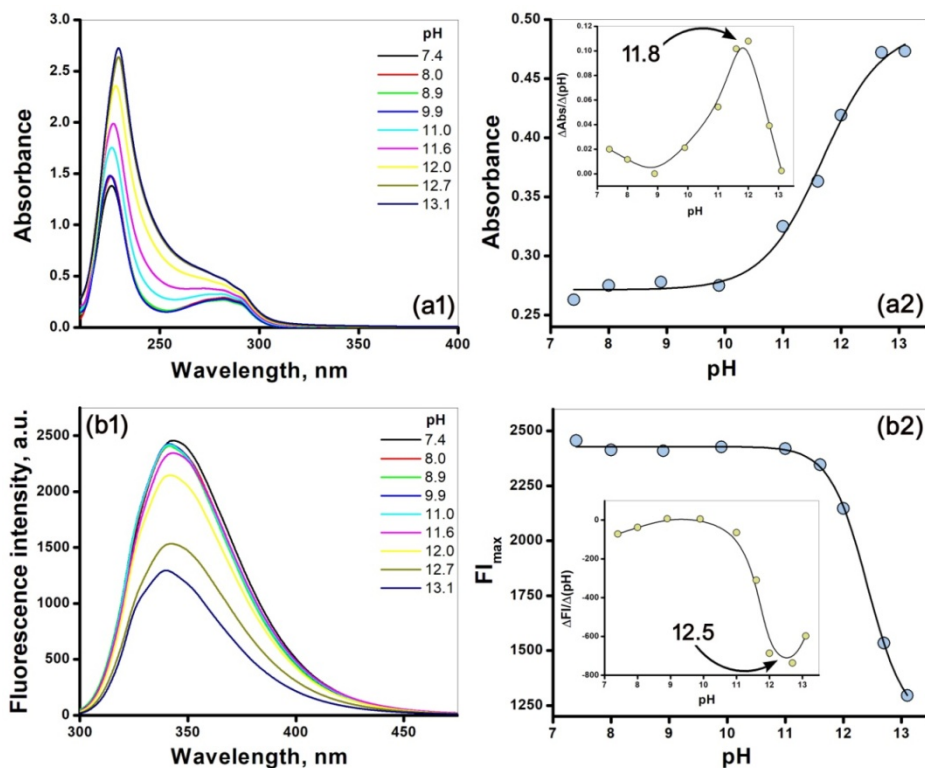 3.0
2.5
2.0
1.5
1.0
0.5
0.0
Absorbance
250 300 350 400
Wavelength, nm
pH
7.4
8.0
8.9
9.9
11.0
11.6
12.0
12.7
13.1
(a1)
0.50
0.45
0.40
0.35
0.30
0.25
Absorbance
7 8 9 10 11 12 13
pH
0.12
0.10
0.08
0.06
0.04
0.02
0.00
ΔAbs/Δ(pH)
7 8 9 10 11 12 13
pH
11.8
(a2)
(b1)
2500
2000
1500
1000
500
0
Fluorescence intensity, a.u.
300 350 400 450
Wavelength, nm
pH
7.4
8.0
8.9
9.9
11.0
11.6
12.0
12.7
13.1
(b2)
2500
2250
2000
1750
1500
1250
FImax
7 8 9 10 11 12 13
pH
0
-200
-400
-600
-800
ΔFI/Δ(pH)
7 8 9 10 11 12 13
pH
12.5